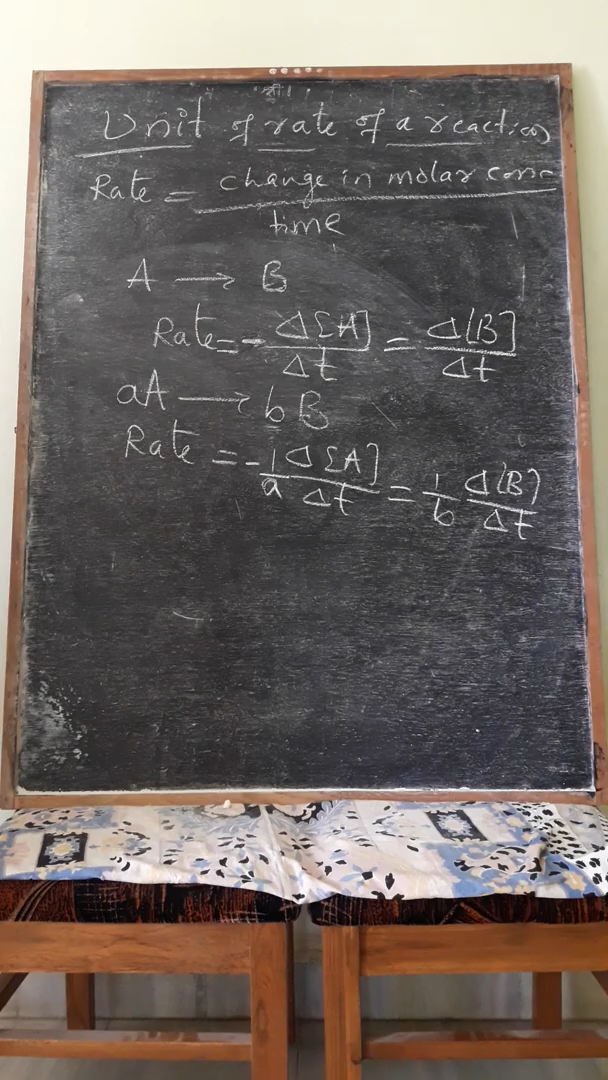 श्री।
Unit of rate of a reaction
Rate = change in molar conc
time
A → B
Rate = - Δ[A] / Δt = Δ[B] / Δt
aA → bB
Rate = - 1/a Δ[A] / Δt = 1/b Δ[B] / Δt